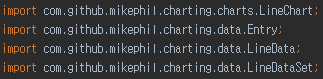 import com.github.mikephil.charting.charts.LineChart;
import com.github.mikephil.charting.data.Entry;
import com.github.mikephil.charting.data.LineData;
import com.github.mikephil.charting.data.LineDataSet;